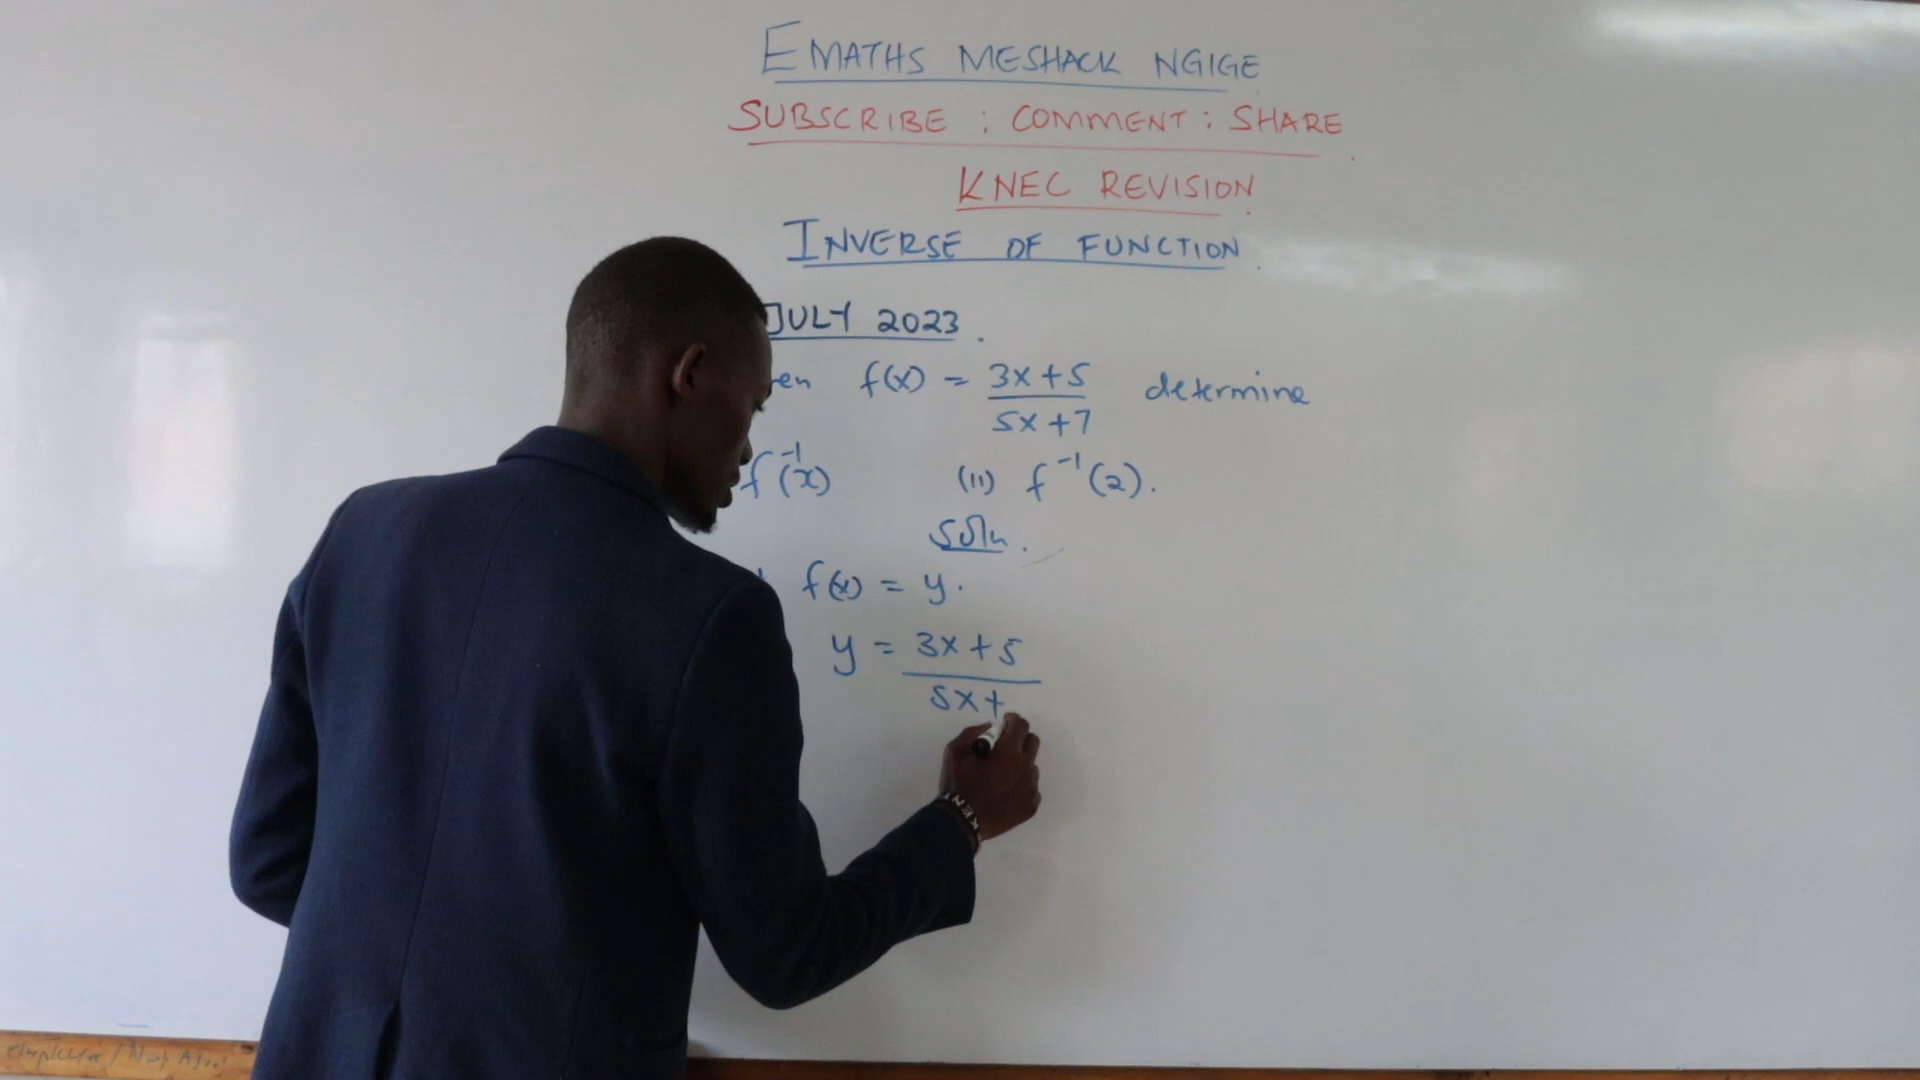 EMATHS MESHACK NGIGE
SUBSCRIBE : COMMENT : SHARE
KNEC REVISION
INVERSE OF FUNCTION
JULY 2023.
f(x) = 3x+5 determine
5x+7
f⁻¹(x) (ii) f⁻¹(2).
Soln.
f(x) = y.
y = 3x+5
5x+